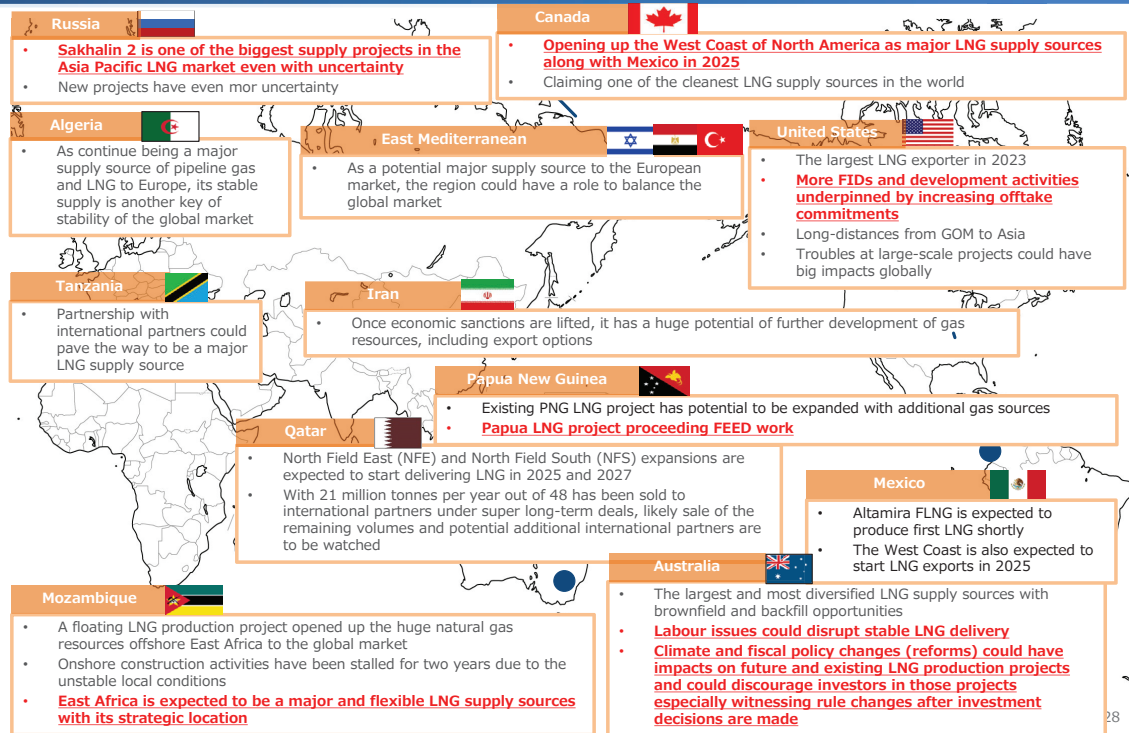 Russia
• Sakhalin 2 is one of the biggest supply projects in the
Asia Pacific LNG market even with uncertainty
• New projects have even mor uncertainty
Canada
• Opening up the West Coast of North America as major LNG supply sources
along with Mexico in 2025
• Claiming one of the cleanest LNG supply sources in the world
Algeria
• As continue being a major
supply source of pipeline gas
and LNG to Europe, its stable
supply is another key of
stability of the global market
East Mediterranean
• As a potential major supply source to the European
market, the region could have a role to balance the
global market
United States
• The largest LNG exporter in 2023
• More FIDs and development activities
underpinned by increasing offtake
commitments
• Long-distances from GOM to Asia
• Troubles at large-scale projects could have
big impacts globally
Tanzania
• Partnership with
international partners could
pave the way to be a major
LNG supply source
Iran
• Once economic sanctions are lifted, it has a huge potential of further development of gas
resources, including export options
Papua New Guinea
• Existing PNG LNG project has potential to be expanded with additional gas sources
• Papua LNG project proceeding FEED work
Qatar
• North Field East (NFE) and North Field South (NFS) expansions are
expected to start delivering LNG in 2025 and 2027
• With 21 million tonnes per year out of 48 has been sold to
international partners under super long-term deals, likely sale of the
remaining volumes and potential additional international partners are
to be watched
Mexico
• Altamira FLNG is expected to
produce first LNG shortly
• The West Coast is also expected to
start LNG exports in 2025
Mozambique
• A floating LNG production project opened up the huge natural gas
resources offshore East Africa to the global market
• Onshore construction activities have been stalled for two years due to the
unstable local conditions
• East Africa is expected to be a major and flexible LNG supply sources
with its strategic location
Australia
• The largest and most diversified LNG supply sources with
brownfield and backfill opportunities
• Labour issues could disrupt stable LNG delivery
• Climate and fiscal policy changes (reforms) could have
impacts on future and existing LNG production projects
and could discourage investors in those projects
especially witnessing rule changes after investment
decisions are made
28